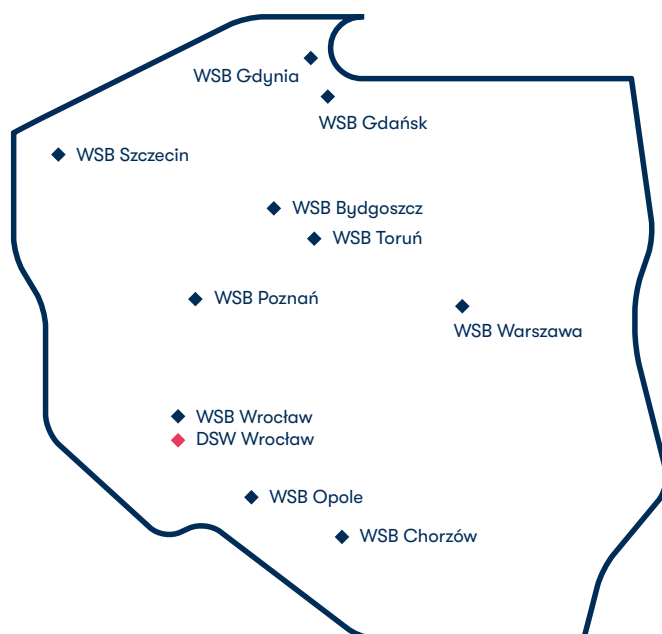 WSB Gdynia
WSB Gdańsk
WSB Szczecin
WSB Bydgoszcz
WSB Toruń
WSB Poznań
WSB Warszawa
WSB Wrocław
DSW Wrocław
WSB Opole
WSB Chorzów